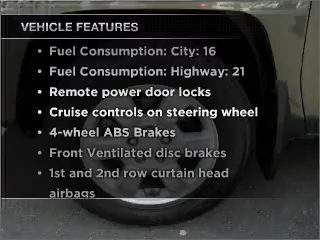 VEHICLE FEATURES
• Fuel Consumption: City: 16
• Fuel Consumption: Highway: 21
• Remote power door locks
• Cruise controls on steering wheel
• 4-wheel ABS Brakes
• Front Ventilated disc brakes
• 1st and 2nd row curtain head
airbags